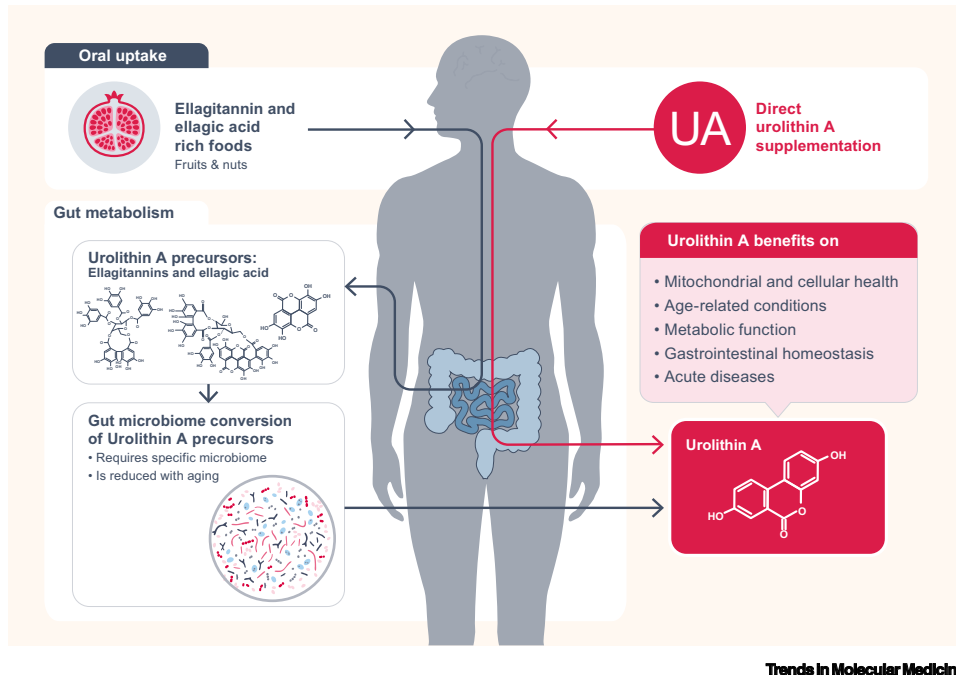 Oral uptake
Ellagitannin and
ellagic acid
rich foods
Fruits & nuts
UA
Direct
urolithin A
supplementation
Gut metabolism
Urolithin A precursors:
Ellagitannins and ellagic acid
Gut microbiome conversion
of Urolithin A precursors
• Requires specific microbiome
• Is reduced with aging
Urolithin A benefits on
• Mitochondrial and cellular health
• Age-related conditions
• Metabolic function
• Gastrointestinal homeostasis
• Acute diseases
Urolithin A
OH
HO
O
O
Trends in Molecular Medicin